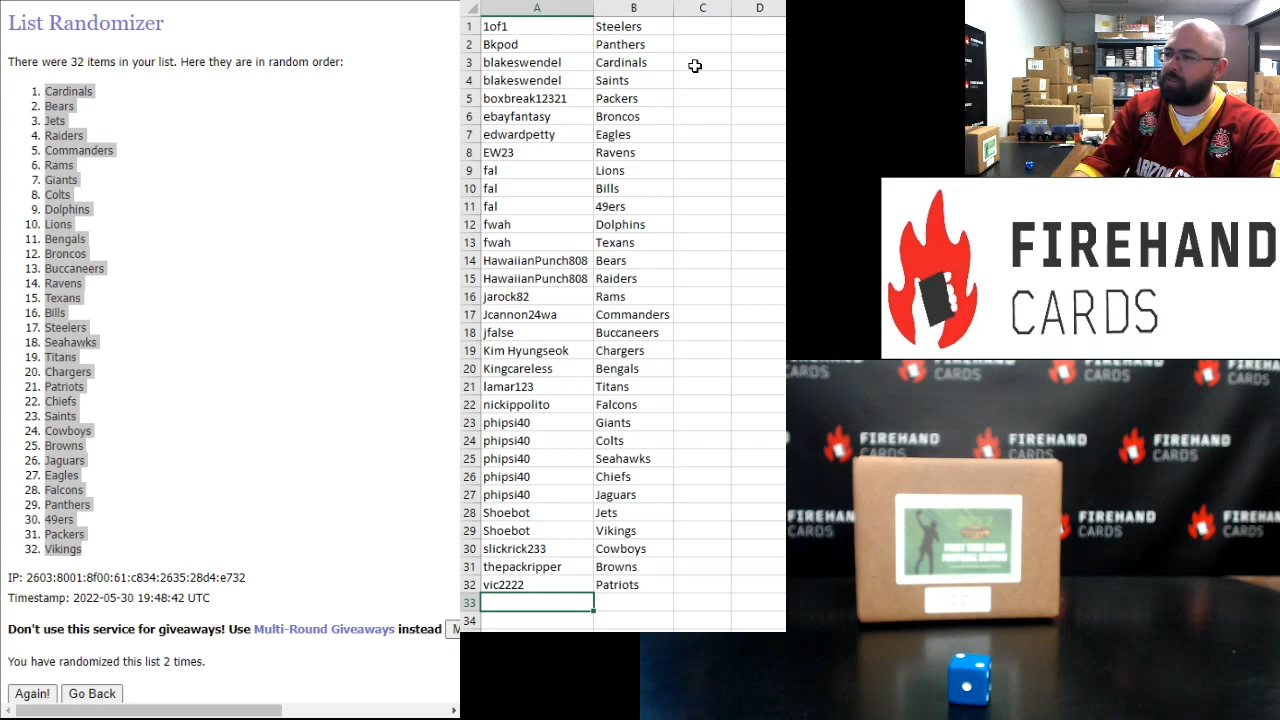 List Randomizer
There were 32 items in your list. Here they are in random order:
1. Cardinals
2. Bears
3. Jets
4. Raiders
5. Commanders
6. Rams
7. Giants
8. Colts
9. Dolphins
10. Lions
11. Bengals
12. Broncos
13. Buccaneers
14. Ravens
15. Texans
16. Bills
17. Steelers
18. Seahawks
19. Titans
20. Chargers
21. Patriots
22. Chiefs
23. Saints
24. Cowboys
25. Browns
26. Jaguars
27. Eagles
28. Falcons
29. Panthers
30. 49ers
31. Packers
32. Vikings
IP: 2603:8001:8f00:61:c834:2635:28d4:e732
Timestamp: 2022-05-30 19:48:42 UTC
Don't use this service for giveaways! Use Multi-Round Giveaways instead
You have randomized this list 2 times.
Again! Go Back
A B C D
1 1of1 Steelers
2 Bkpod Panthers
3 blakeswendel Cardinals
4 blakeswendel Saints
5 boxbreak12321 Packers
6 ebayfantasy Broncos
7 edwardpetty Eagles
8 EW23 Ravens
9 fal Lions
10 fal Bills
11 fal 49ers
12 fwah Dolphins
13 fwah Texans
14 HawaiianPunch808 Bears
15 HawaiianPunch808 Raiders
16 jarock82 Rams
17 Jcannon24wa Commanders
18 jfalse Buccaneers
19 Kim Hyungseok Chargers
20 Kingcareless Bengals
21 lamar123 Titans
22 nickippolito Falcons
23 phipsi40 Giants
24 phipsi40 Colts
25 phipsi40 Seahawks
26 phipsi40 Chiefs
27 phipsi40 Jaguars
28 Shoebot Jets
29 Shoebot Vikings
30 slickrick233 Cowboys
31 thepackripper Browns
32 vic2222 Patriots
33
34
FIREHAND
CARDS
FIREHAND
CARDS
FIREHAND
CARDS
FIREHAND
CARDS
FOOTBALL EDITION